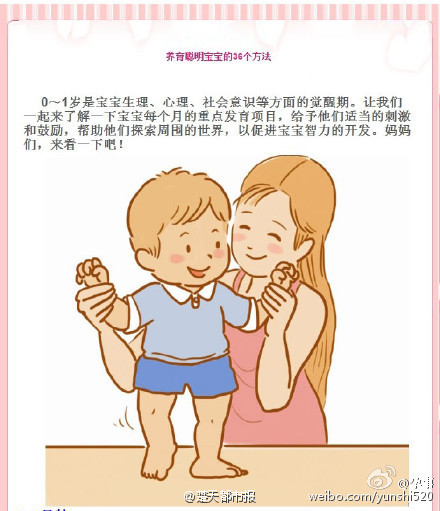 养育聪明宝宝的36个方法
0～1岁是宝宝生理、心理、社会意识等方面的觉醒期。让我们
一起来了解一下宝宝每个月的重点发育项目，给予他们适当的刺激
和鼓励，帮助他们探索周围的世界，以促进宝宝智力的开发。妈妈
们，来看一下吧！
@楚天都市报
weibo.com/yunshi520